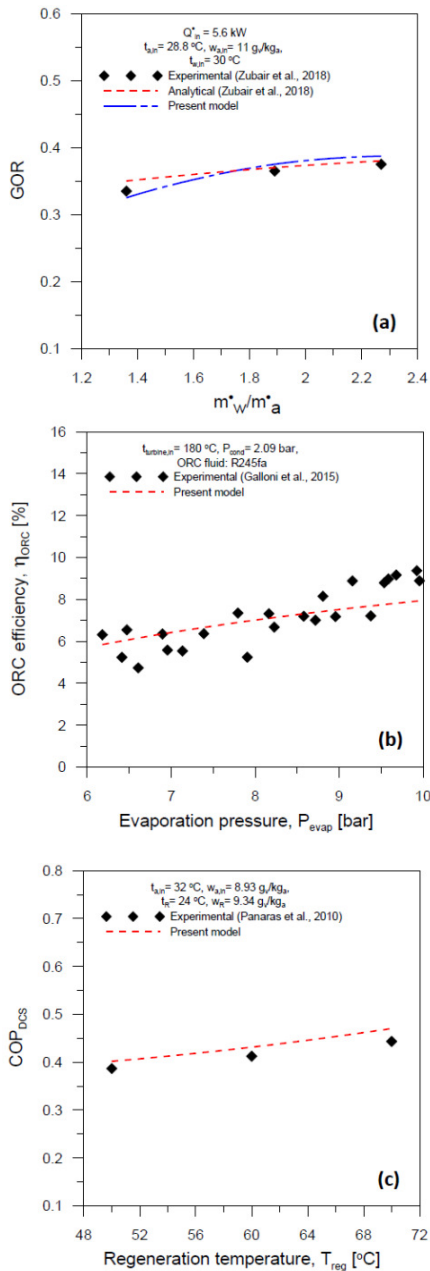 Q•in = 5.6 kW
ta,in = 28.8 ºC, wa,in = 11 gv/kga,
tw,in = 30 ºC
Experimental (Zubair et al., 2018)
Analytical (Zubair et al., 2018)
Present model
0.6
0.5
0.4
0.3
0.2
0.1
GOR
(a)
1.2 1.4 1.6 1.8 2 2.2 2.4
m•W/m•a
tturbine,in= 180 ºC, Pcond = 2.09 bar,
ORC fluid: R245fa
Experimental (Galloni et al., 2015)
Present model
16
14
12
10
8
6
4
2
0
ORC efficiency, ηORC [%]
(b)
6 7 8 9 10
Evaporation pressure, Pevap [bar]
ta,in= 32 ºC, wa,in= 8.93 gv/kga,
tR= 24 ºC, wR= 9.34 gv/kga
Experimental (Panaras et al., 2010)
Present model
0.8
0.7
0.6
0.5
0.4
0.3
0.2
0.1
COPDCS
(c)
48 52 56 60 64 68 72
Regeneration temperature, Treg [ºC]